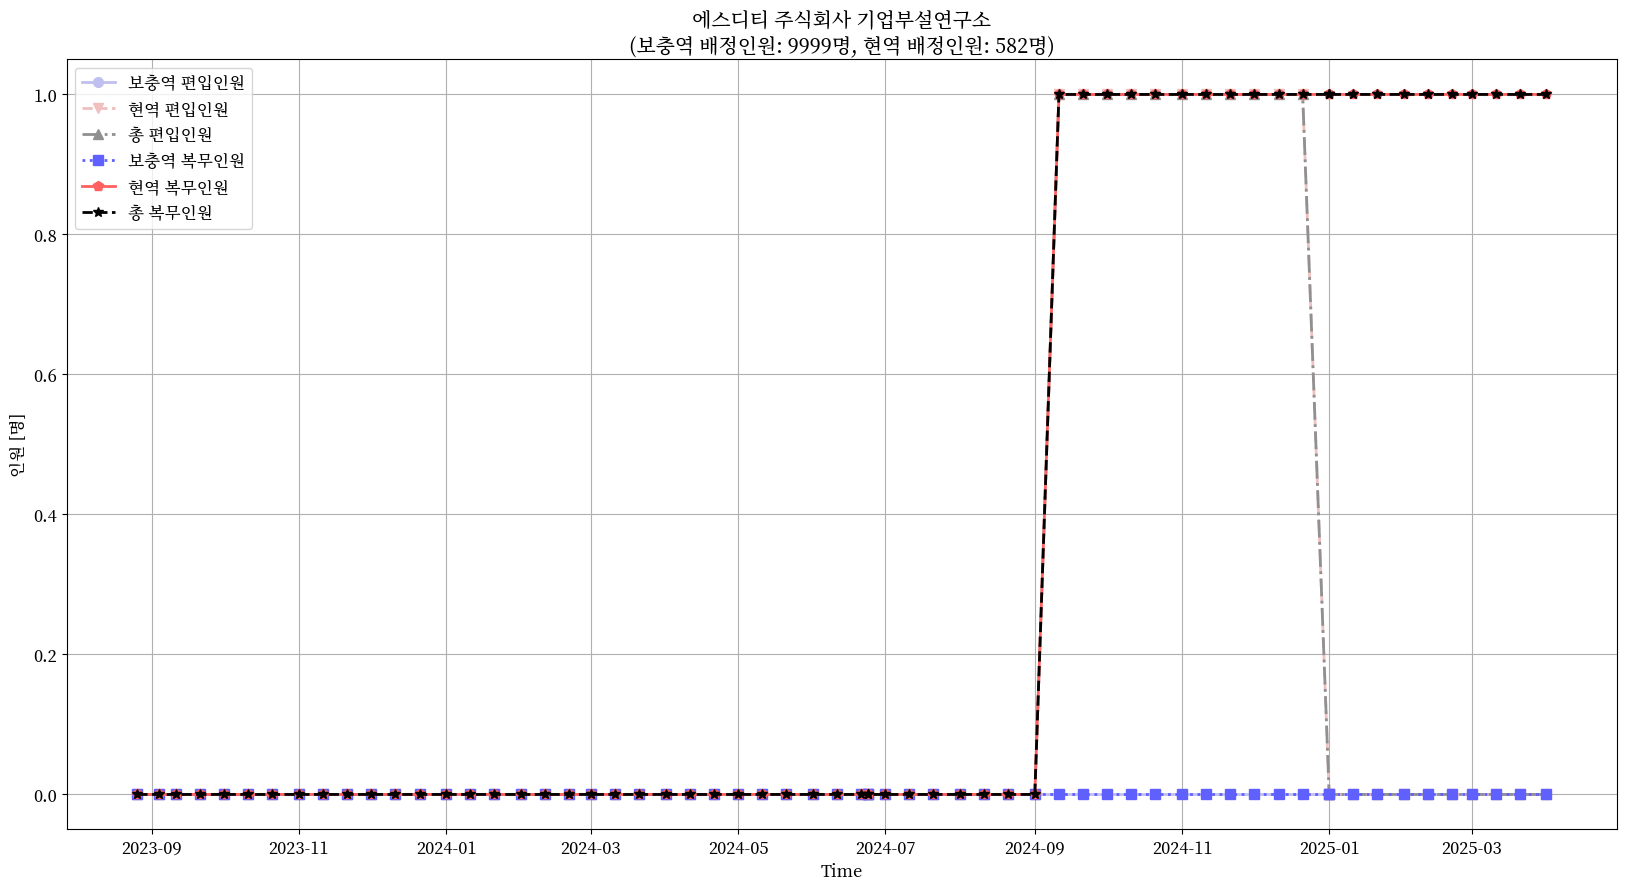 에스디티 주식회사 기업부설연구소
(보충역 배정인원: 9999명, 현역 배정인원: 582명)
보충역 편입인원
현역 편입인원
총 편입인원
보충역 복무인원
현역 복무인원
총 복무인원
1.0
0.8
0.6
0.4
0.2
0.0
인원 [명]
2023-09
2023-11
2024-01
2024-03
2024-05
2024-07
2024-09
2024-11
2025-01
2025-03
Time